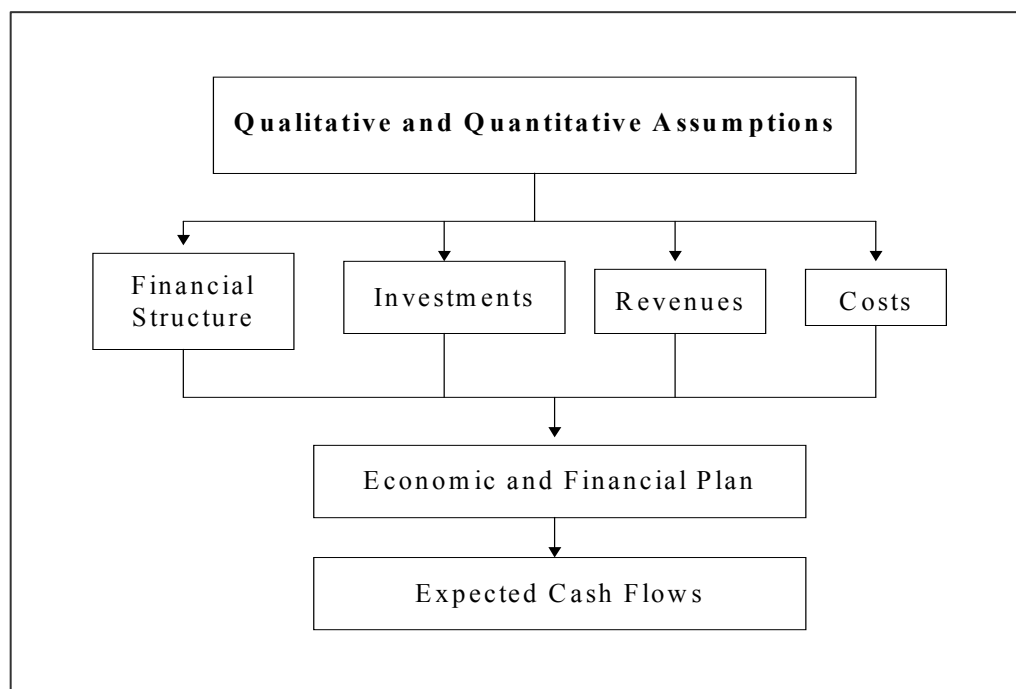 Qualitative and Quantitative Assumptions
Financial
Structure
Investments
Revenues
Costs
Economic and Financial Plan
Expected Cash Flows